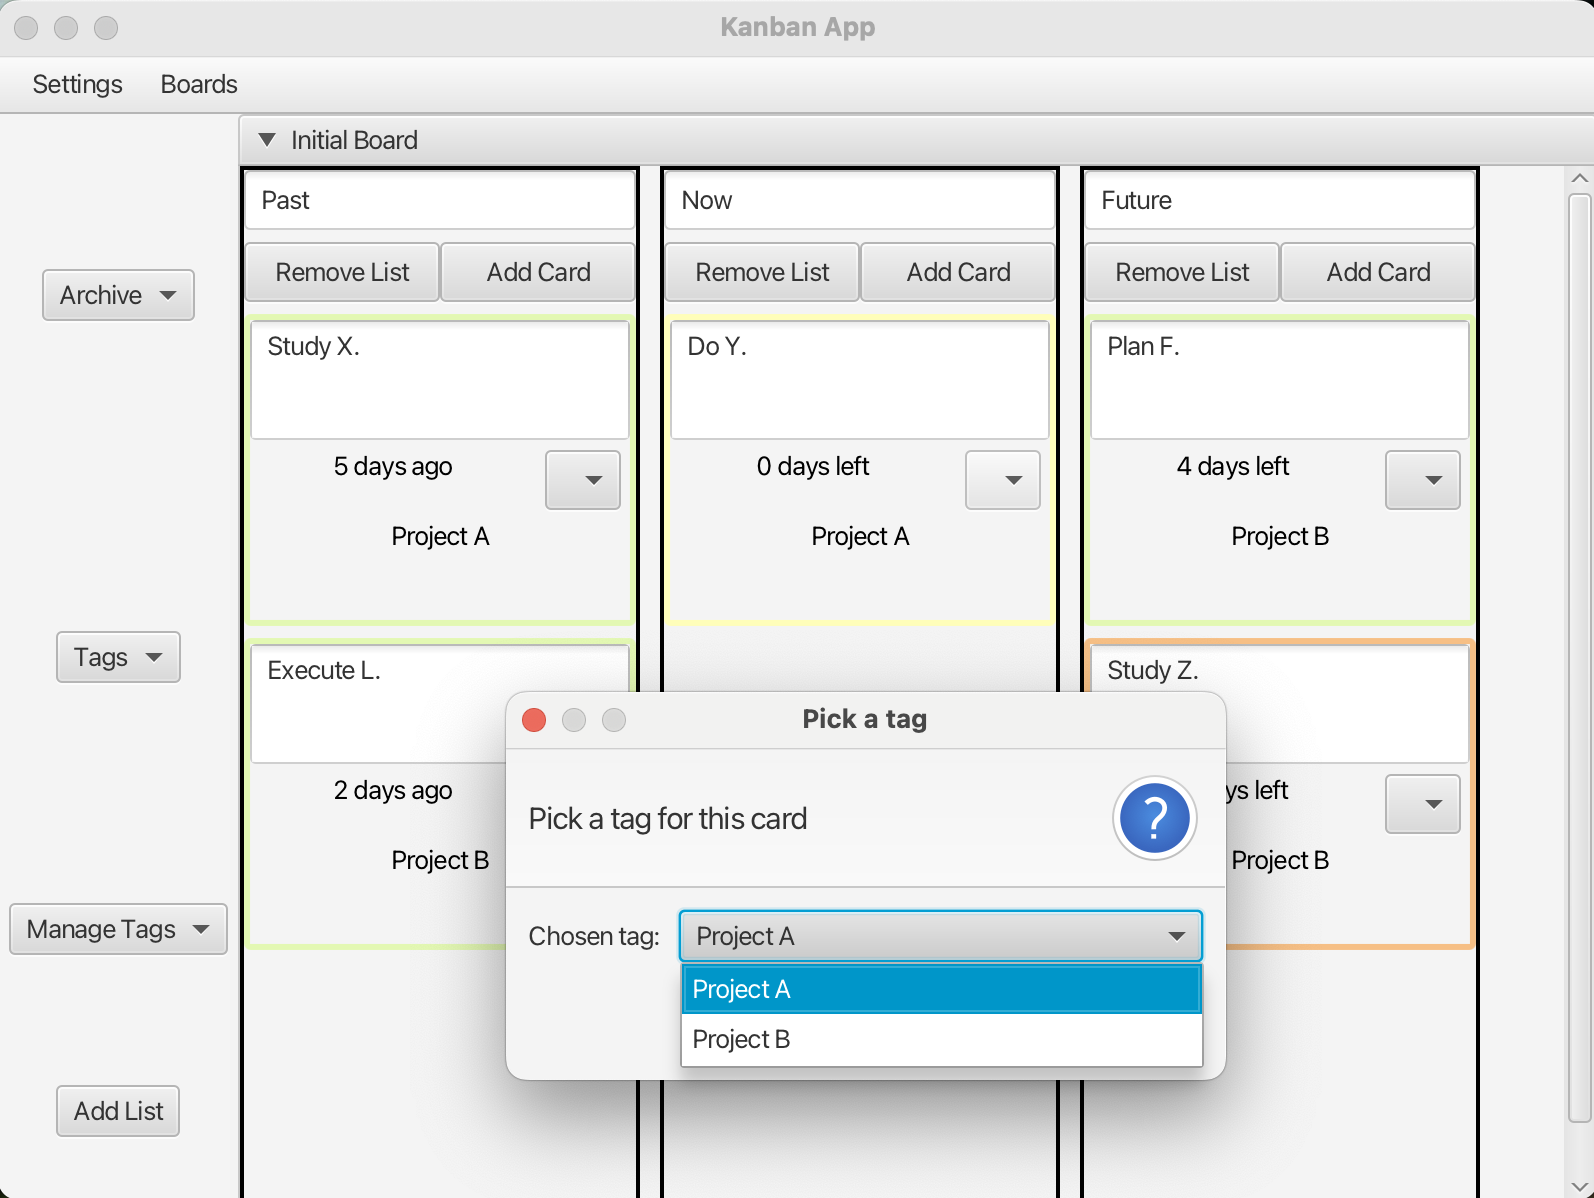 Kanban App
Settings Boards
Initial Board
Past
Now
Future
Remove List Add Card
Remove List Add Card
Remove List Add Card
Archive
Study X.
Do Y.
Plan F.
5 days ago
0 days left
4 days left
Project A
Project A
Project B
Tags
Execute L.
Study Z.
2 days ago
left
Project B
Project B
Manage Tags
Add List
Pick a tag
Pick a tag for this card
?
Chosen tag: Project A
Project A
Project B